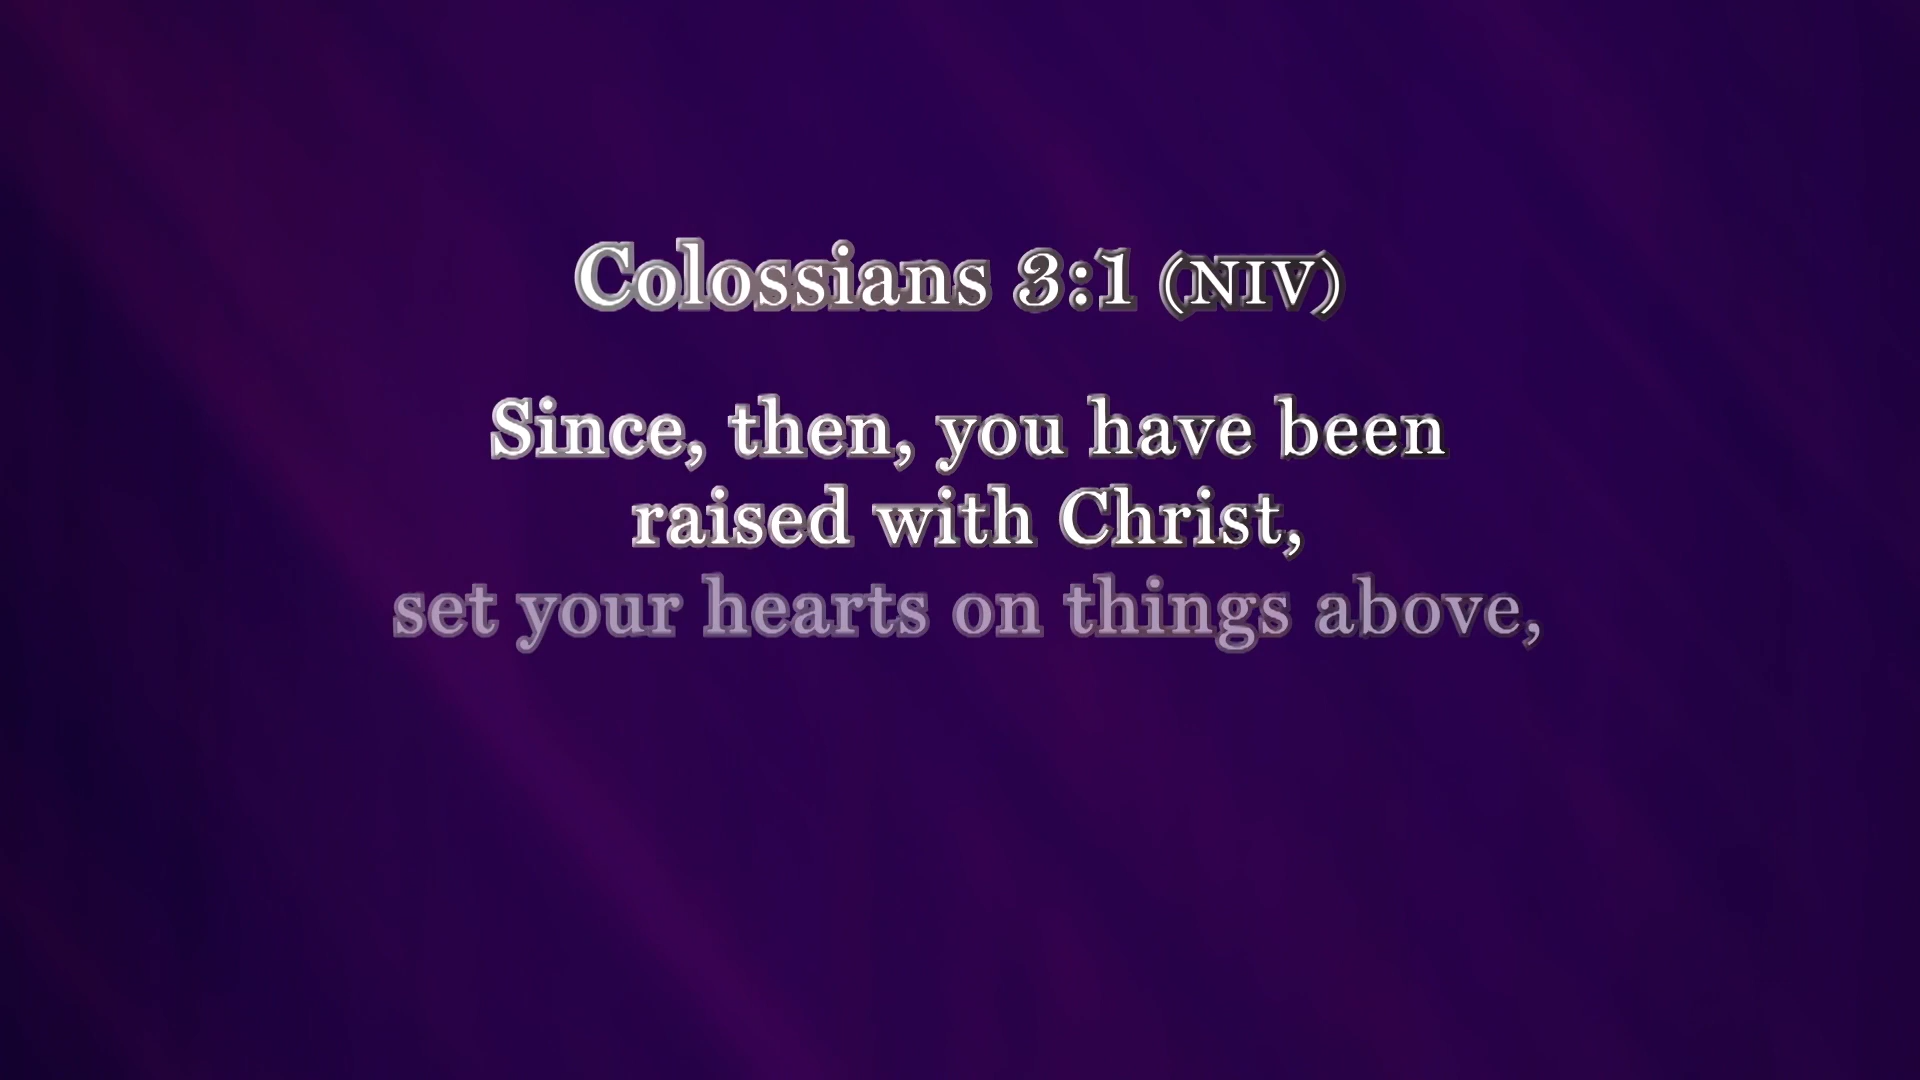 Colossians 3:1 (NIV)
Since, then, you have been
raised with Christ,
set your hearts on things above,